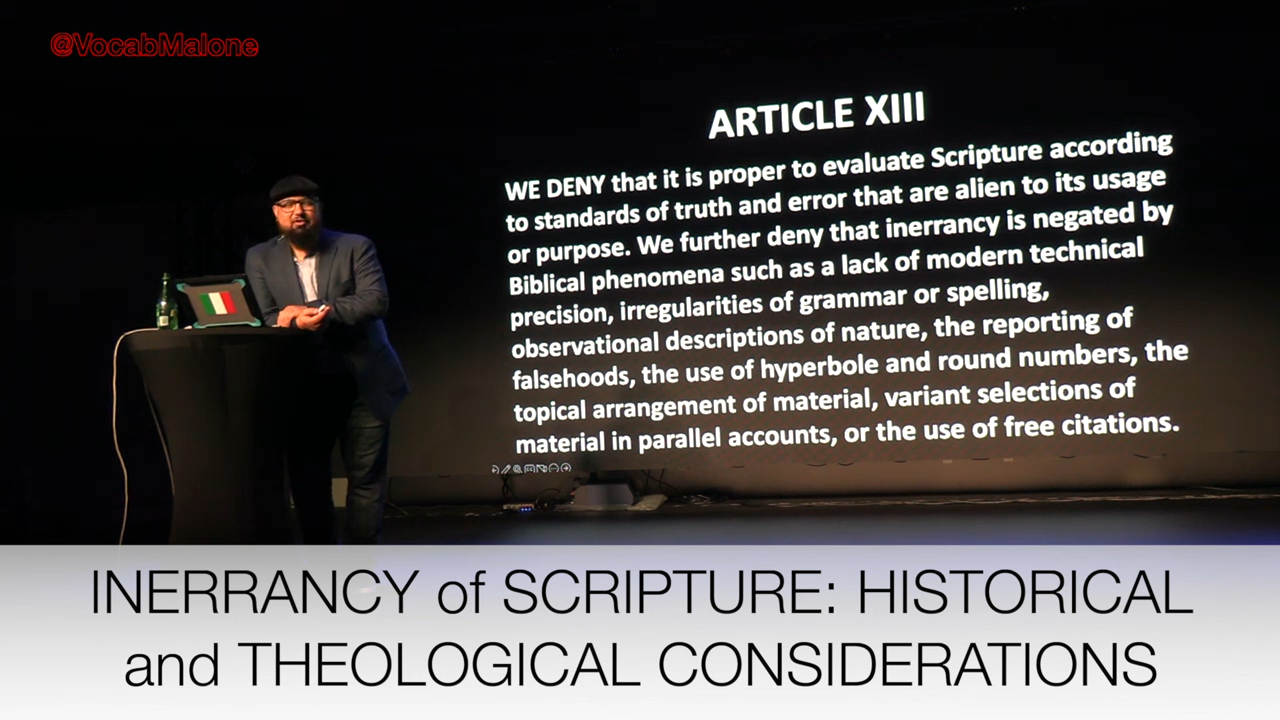 @VocabMalone
ARTICLE XIII
WE DENY that it is proper to evaluate Scripture according
to standards of truth and error that are alien to its usage
or purpose. We further deny that inerrancy is negated by
Biblical phenomena such as a lack of modern technical
precision, irregularities of grammar or spelling,
observational descriptions of nature, the reporting of
falsehoods, the use of hyperbole and round numbers, the
topical arrangement of material, variant selections of
material in parallel accounts, or the use of free citations.
INERRANCY of SCRIPTURE: HISTORICAL
and THEOLOGICAL CONSIDERATIONS